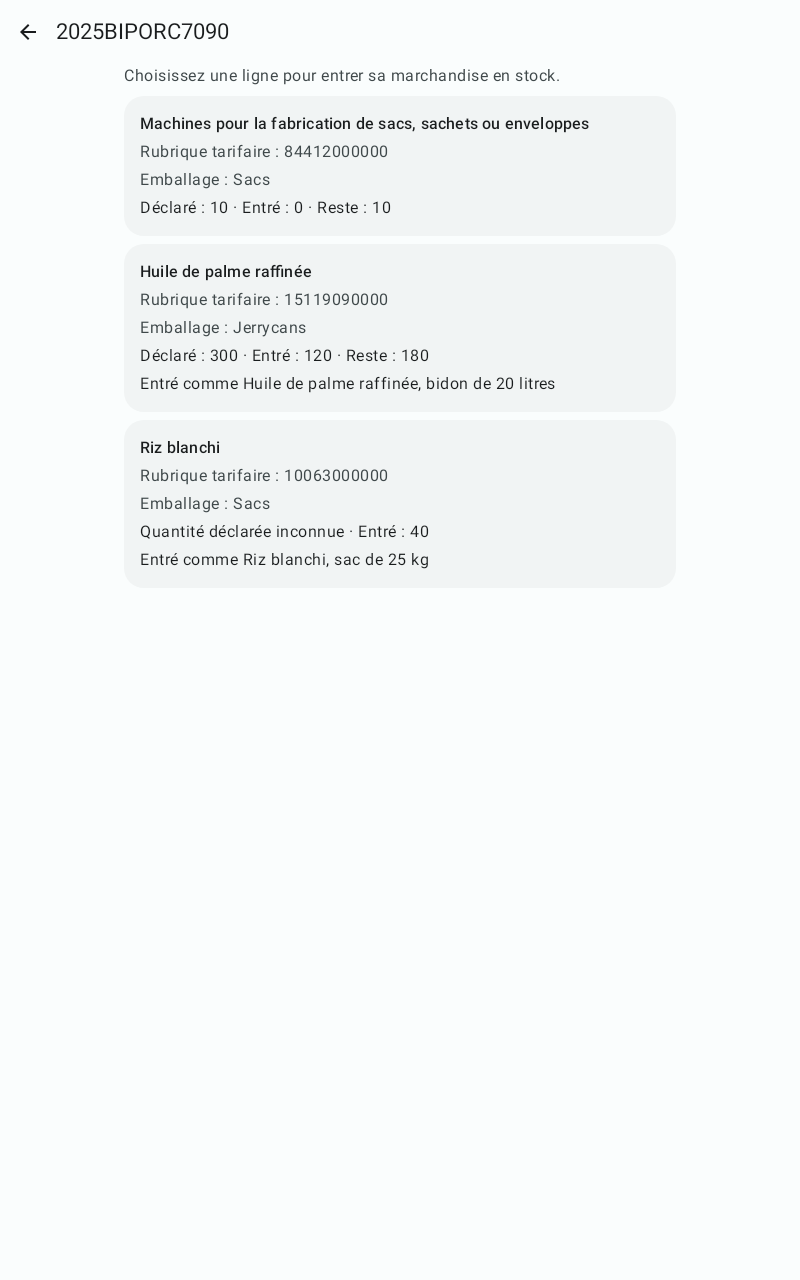 2025BIPORC7090
Choisissez une ligne pour entrer sa marchandise en stock.
Machines pour la fabrication de sacs, sachets ou enveloppes
Rubrique tarifaire : 84412000000
Emballage : Sacs
Déclaré : 10 · Entré : 0 · Reste : 10
Huile de palme raffinée
Rubrique tarifaire : 15119090000
Emballage : Jerrycans
Déclaré : 300 · Entré : 120 · Reste : 180
Entré comme Huile de palme raffinée, bidon de 20 litres
Riz blanchi
Rubrique tarifaire : 10063000000
Emballage : Sacs
Quantité déclarée inconnue · Entré : 40
Entré comme Riz blanchi, sac de 25 kg